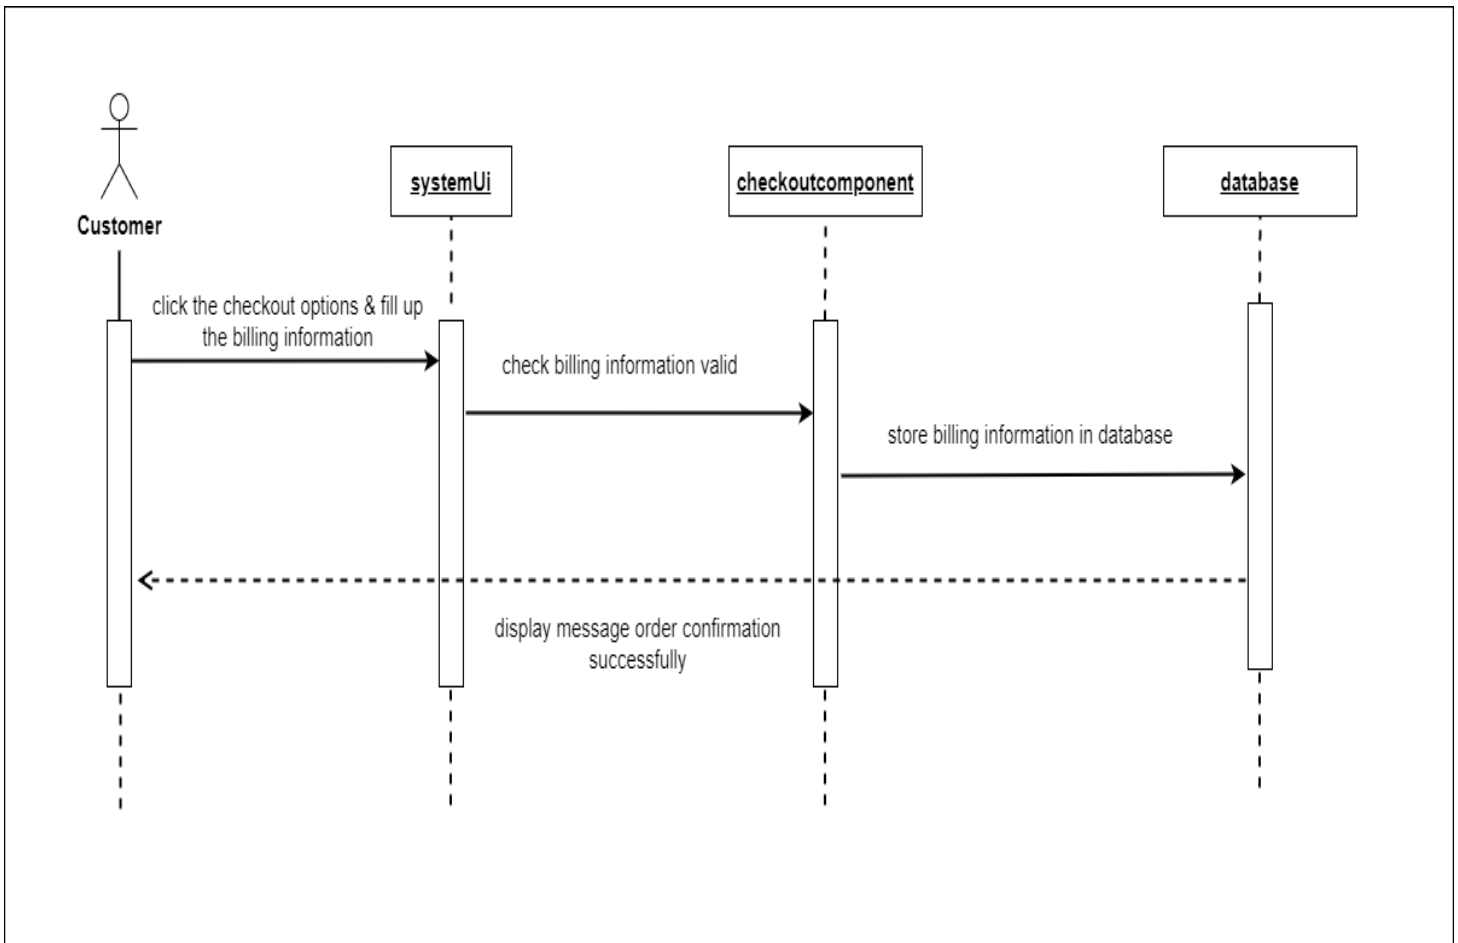 systemUi
checkoutcomponent
database
Customer
click the checkout options & fill up
the billing information
check billing information valid
store billing information in database
display message order confirmation
successfully